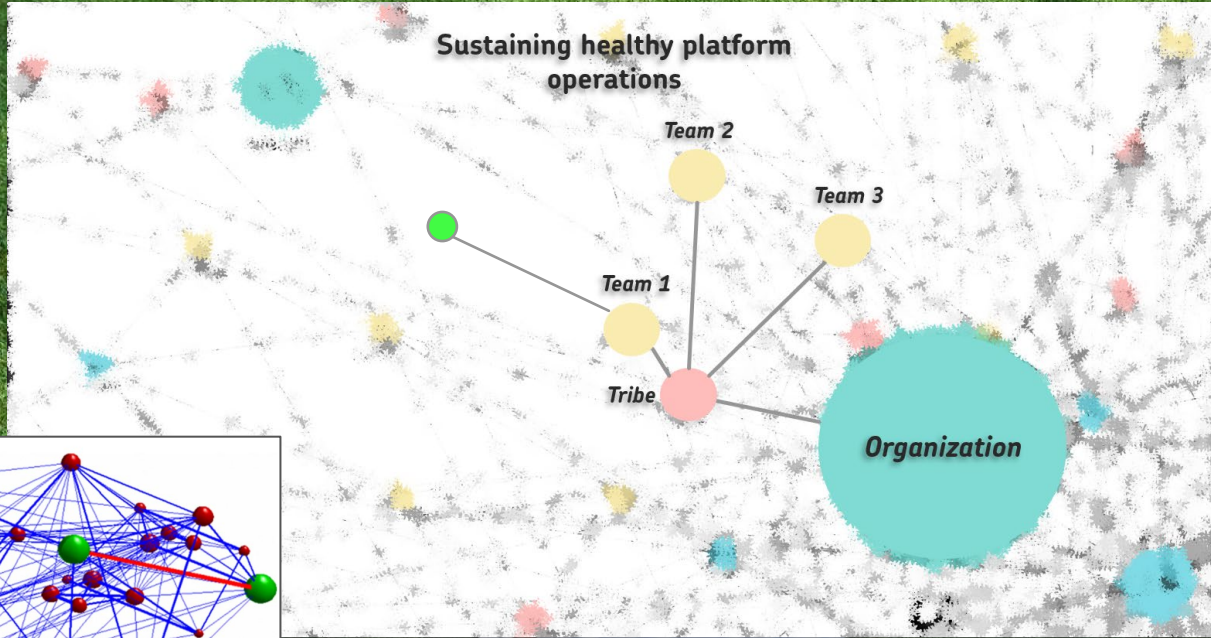 Sustaining healthy platform
operations
Team 2
Team 3
Team 1
Tribe
Organization